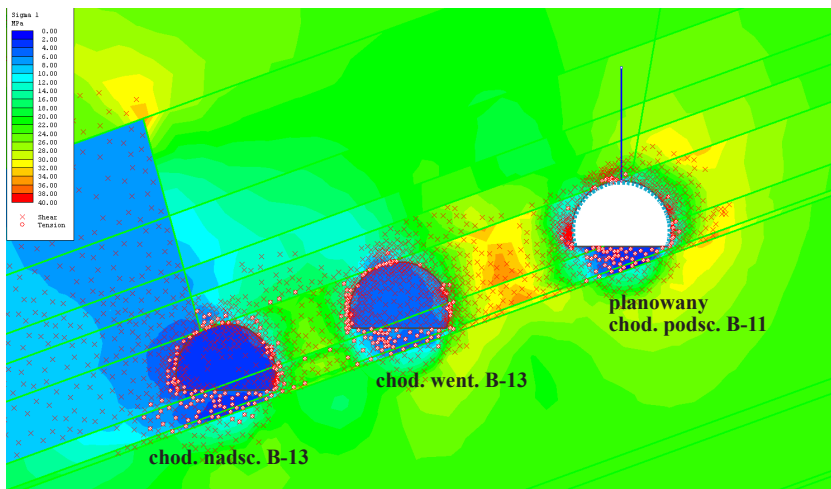 Sigma 1
MPa
0.00
2.00
4.00
6.00
8.00
10.00
12.00
14.00
16.00
18.00
20.00
22.00
24.00
26.00
28.00
30.00
32.00
34.00
36.00
38.00
40.00
Shear
Tension
planowany
chod. podsc. B-11
chod. went. B-13
chod. nadsc. B-13